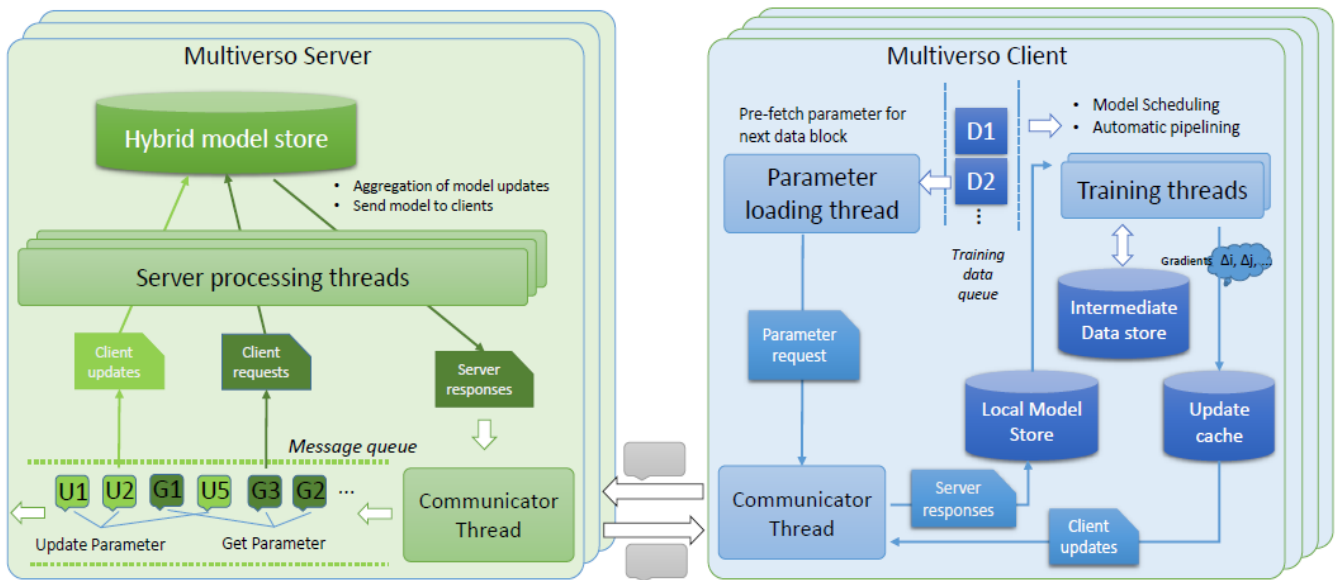 Multiverso Server
Hybrid model store
• Aggregation of model updates
• Send model to clients
Server processing threads
Client
updates
Client
requests
Server
responses
Message queue
U1 U2 G1 U5 G3 G2 ...
Update Parameter
Get Parameter
Communicator
Thread
Multiverso Client
Pre-fetch parameter for
next data block
D1
D2
⋮
Training
data
queue
• Model Scheduling
• Automatic pipelining
Parameter
loading thread
Training threads
Gradients Δi, Δj, ...
Intermediate
Data store
Parameter
request
Local Model
Store
Update
cache
Communicator
Thread
Server
responses
Client
updates